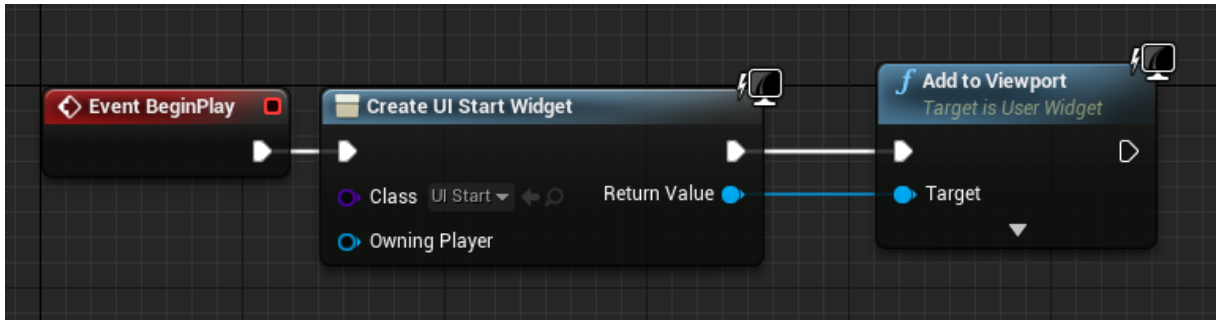 Event BeginPlay
Create UI Start Widget
Class UI Start
Return Value
Owning Player
f Add to Viewport
Target is User Widget
Target